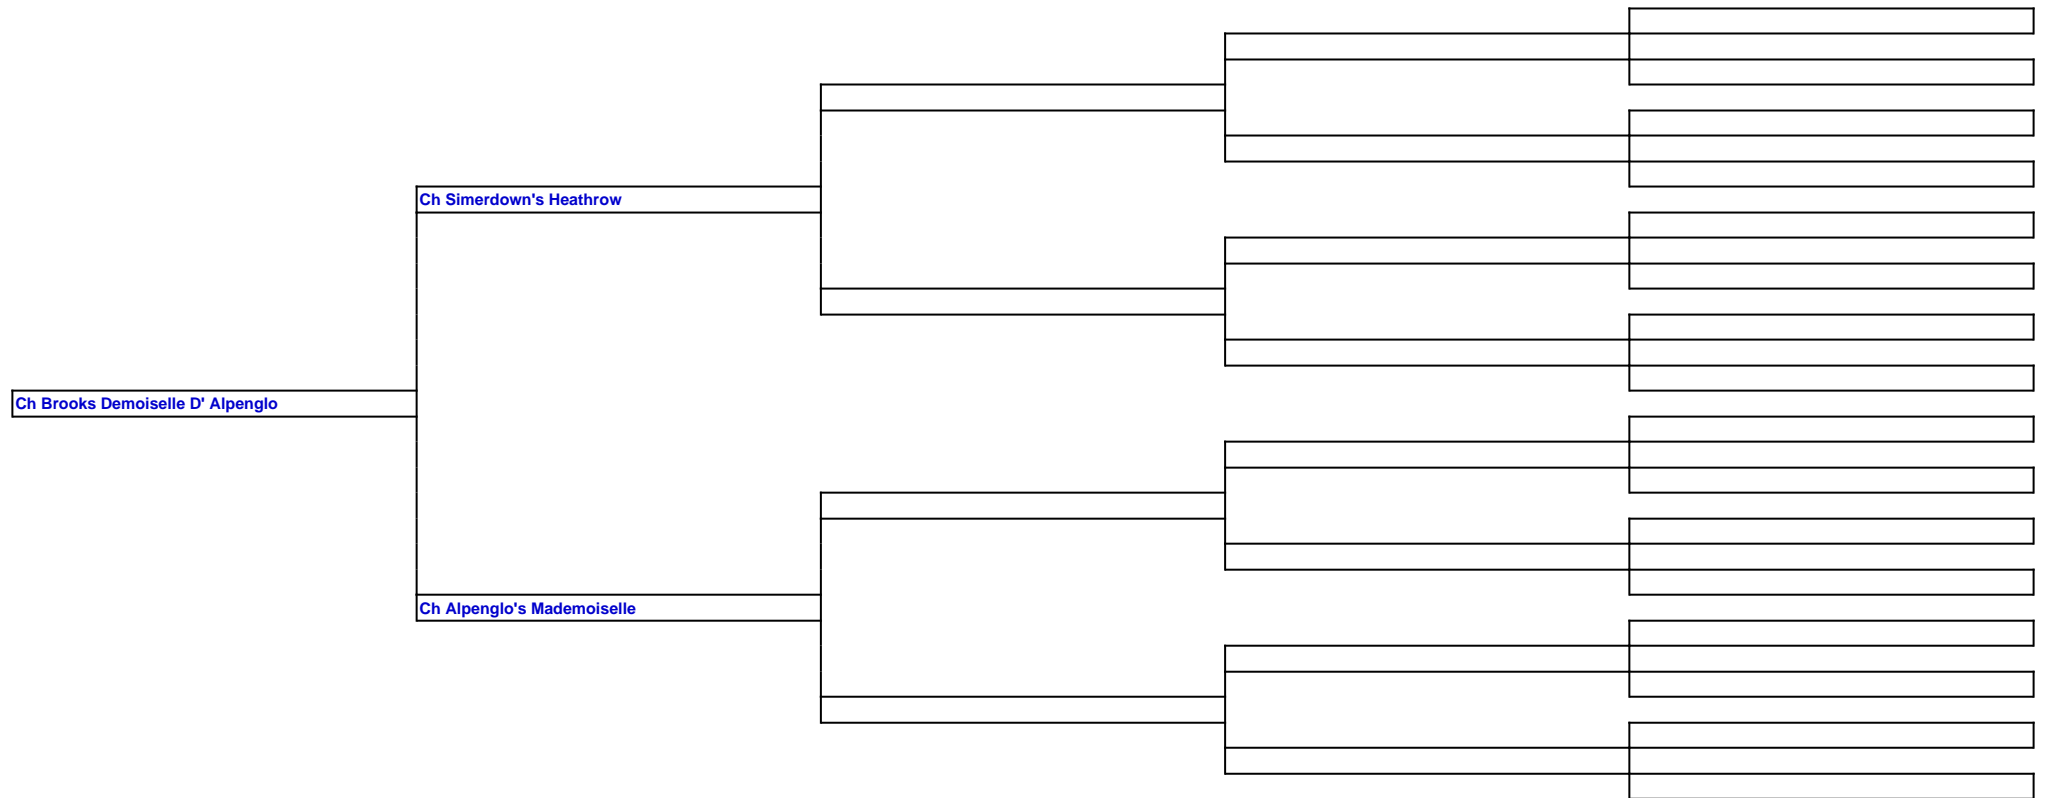 Ch Simerdown's Heathrow
Ch Brooks Demoiselle D' Alpenglo
Ch Alpenglo's Mademoiselle